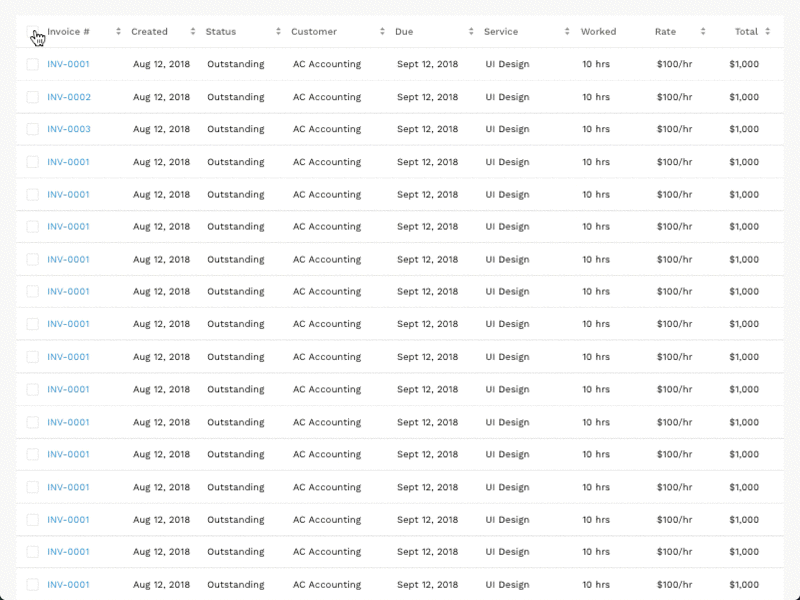 Invoice # Created Status Customer Due Service Worked Rate Total
INV-0001 Aug 12, 2018 Outstanding AC Accounting Sept 12, 2018 UI Design 10 hrs $100/hr $1,000
INV-0002 Aug 12, 2018 Outstanding AC Accounting Sept 12, 2018 UI Design 10 hrs $100/hr $1,000
INV-0003 Aug 12, 2018 Outstanding AC Accounting Sept 12, 2018 UI Design 10 hrs $100/hr $1,000
INV-0001 Aug 12, 2018 Outstanding AC Accounting Sept 12, 2018 UI Design 10 hrs $100/hr $1,000
INV-0001 Aug 12, 2018 Outstanding AC Accounting Sept 12, 2018 UI Design 10 hrs $100/hr $1,000
INV-0001 Aug 12, 2018 Outstanding AC Accounting Sept 12, 2018 UI Design 10 hrs $100/hr $1,000
INV-0001 Aug 12, 2018 Outstanding AC Accounting Sept 12, 2018 UI Design 10 hrs $100/hr $1,000
INV-0001 Aug 12, 2018 Outstanding AC Accounting Sept 12, 2018 UI Design 10 hrs $100/hr $1,000
INV-0001 Aug 12, 2018 Outstanding AC Accounting Sept 12, 2018 UI Design 10 hrs $100/hr $1,000
INV-0001 Aug 12, 2018 Outstanding AC Accounting Sept 12, 2018 UI Design 10 hrs $100/hr $1,000
INV-0001 Aug 12, 2018 Outstanding AC Accounting Sept 12, 2018 UI Design 10 hrs $100/hr $1,000
INV-0001 Aug 12, 2018 Outstanding AC Accounting Sept 12, 2018 UI Design 10 hrs $100/hr $1,000
INV-0001 Aug 12, 2018 Outstanding AC Accounting Sept 12, 2018 UI Design 10 hrs $100/hr $1,000
INV-0001 Aug 12, 2018 Outstanding AC Accounting Sept 12, 2018 UI Design 10 hrs $100/hr $1,000
INV-0001 Aug 12, 2018 Outstanding AC Accounting Sept 12, 2018 UI Design 10 hrs $100/hr $1,000
INV-0001 Aug 12, 2018 Outstanding AC Accounting Sept 12, 2018 UI Design 10 hrs $100/hr $1,000
INV-0001 Aug 12, 2018 Outstanding AC Accounting Sept 12, 2018 UI Design 10 hrs $100/hr $1,000